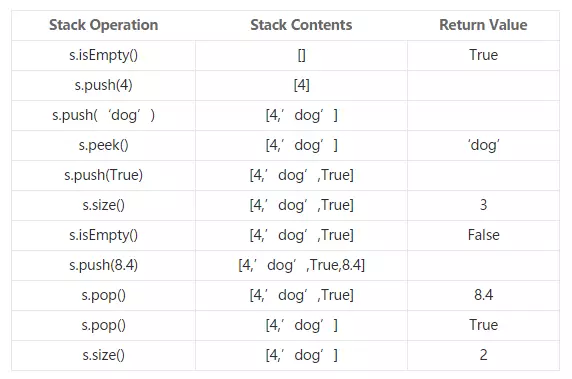 Stack Operation Stack Contents Return Value
s.isEmpty() [] True
s.push(4) [4]
s.push(‘dog’) [4,’dog’]
s.peek() [4,’dog’] ‘dog’
s.push(True) [4,’dog’,True]
s.size() [4,’dog’,True] 3
s.isEmpty() [4,’dog’,True] False
s.push(8.4) [4,’dog’,True,8.4]
s.pop() [4,’dog’,True] 8.4
s.pop() [4,’dog’] True
s.size() [4,’dog’] 2